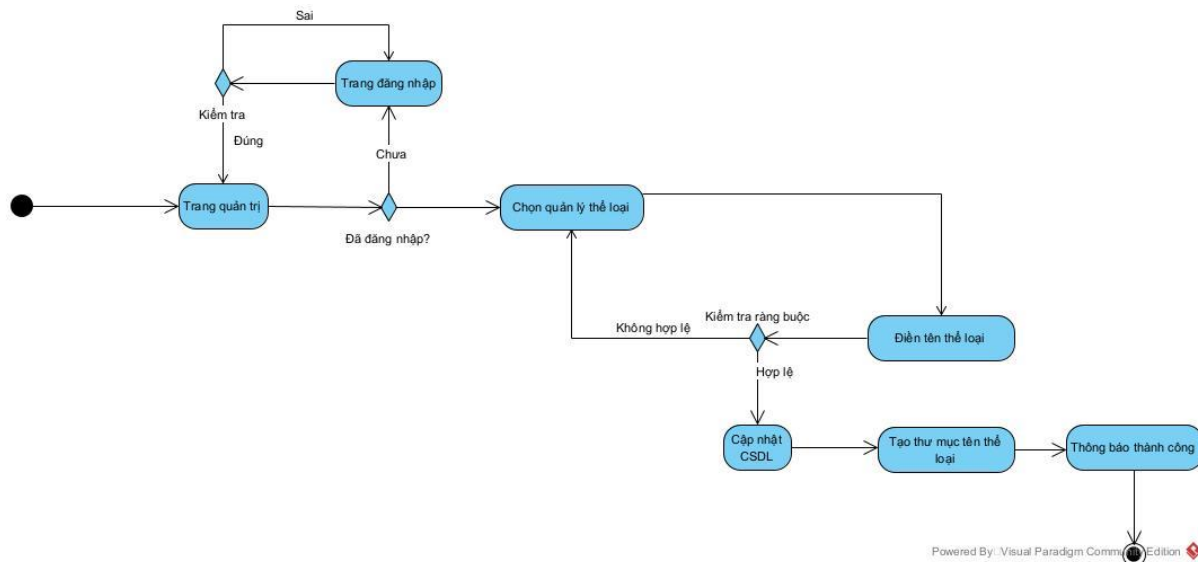 Sai
Trang đăng nhập
Kiểm tra
Đúng
Chưa
Trang quản trị
Chọn quản lý thể loại
Đã đăng nhập?
Kiểm tra ràng buộc
Không hợp lệ
Điền tên thể loại
Hợp lệ
Cập nhật
CSDL
Tạo thư mục tên thể
loại
Thông báo thành công
Powered By Visual Paradigm Community Edition